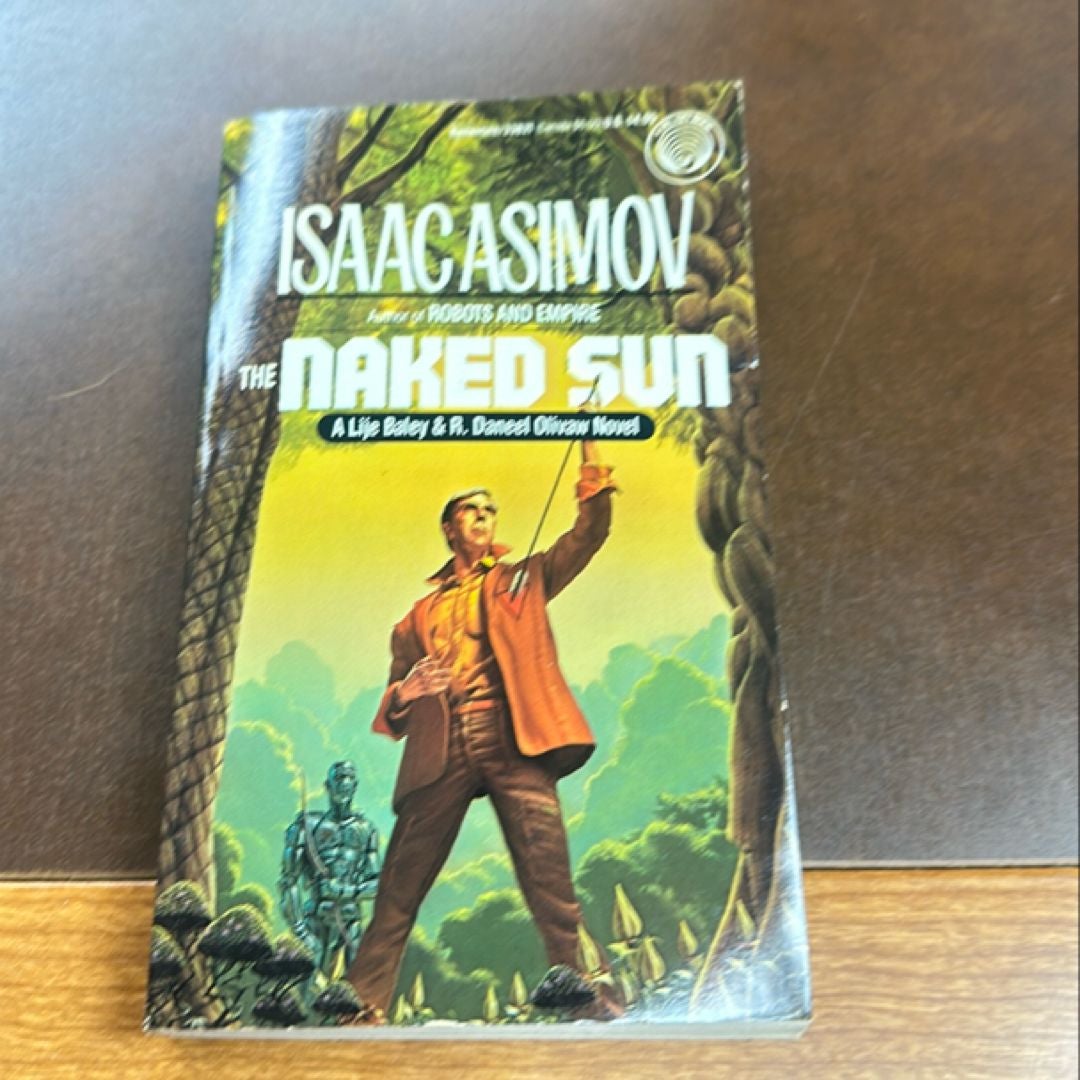 ISAAC ASIMOV
Author of ROBOTS AND EMPIRE
THE NAKED SUN
A Lije Baley & R. Daneel Olivaw Novel